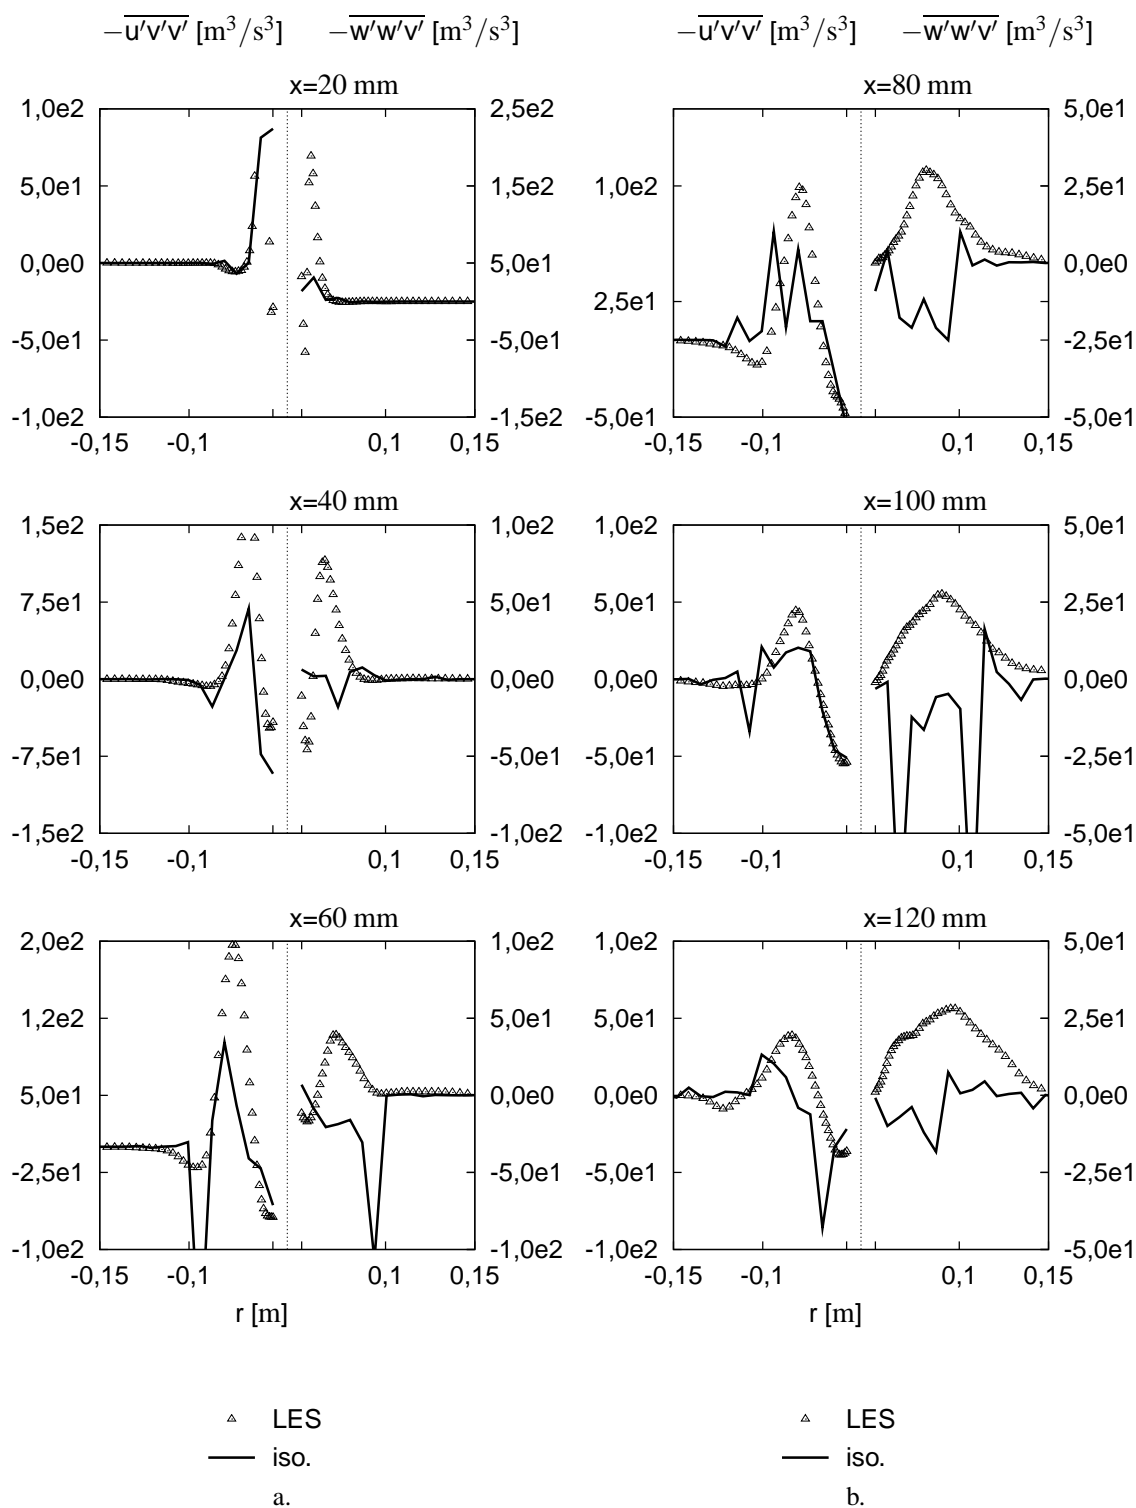 −u′v′v′ [m³/s³] −w′w′v′ [m³/s³] −u′v′v′ [m³/s³] −w′w′v′ [m³/s³]
x=20 mm
1,0e2 2,5e2
5,0e1 1,5e2
0,0e0 5,0e1
-5,0e1 -5,0e1
-1,0e2 -1,5e2
-0,15 -0,1 0,1 0,15
x=80 mm
5,0e1
1,0e2 2,5e1
0,0e0
2,5e1 -2,5e1
-5,0e1 -5,0e1
-0,15 -0,1 0,1 0,15
x=40 mm
1,5e2 1,0e2
7,5e1 5,0e1
0,0e0 0,0e0
-7,5e1 -5,0e1
-1,5e2 -1,0e2
-0,15 -0,1 0,1 0,15
x=100 mm
1,0e2 5,0e1
5,0e1 2,5e1
0,0e0 0,0e0
-5,0e1 -2,5e1
-1,0e2 -5,0e1
-0,15 -0,1 0,1 0,15
x=60 mm
2,0e2 1,0e2
1,2e2 5,0e1
5,0e1 0,0e0
-2,5e1 -5,0e1
-1,0e2 -1,0e2
-0,15 -0,1 0,1 0,15
r [m]
x=120 mm
1,0e2 5,0e1
5,0e1 2,5e1
0,0e0 0,0e0
-5,0e1 -2,5e1
-1,0e2 -5,0e1
-0,15 -0,1 0,1 0,15
r [m]
LES
iso.
a.
LES
iso.
b.